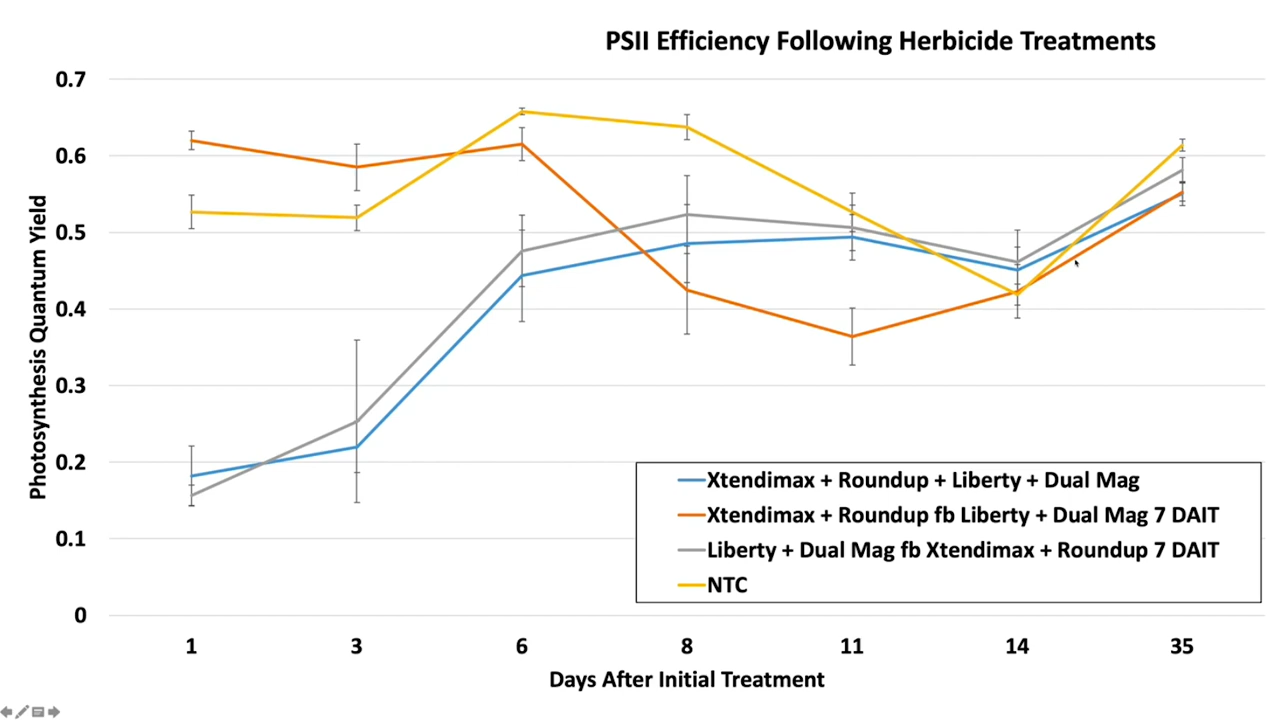 PSII Efficiency Following Herbicide Treatments
0.7
0.6
0.5
0.4
0.3
0.2
0.1
0
Photosynthesis Quantum Yield
Xtendimax + Roundup + Liberty + Dual Mag
Xtendimax + Roundup fb Liberty + Dual Mag 7 DAIT
Liberty + Dual Mag fb Xtendimax + Roundup 7 DAIT
NTC
1 3 6 8 11 14 35
Days After Initial Treatment